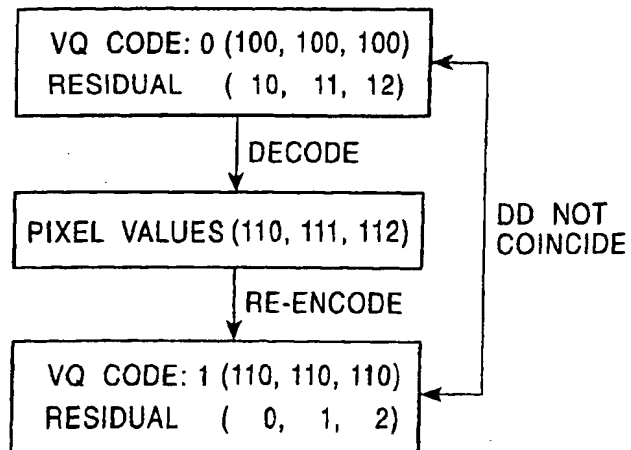 VQ CODE: 0 (100, 100, 100)
RESIDUAL ( 10, 11, 12)
DECODE
PIXEL VALUES (110, 111, 112)
DD NOT
COINCIDE
RE-ENCODE
VQ CODE: 1 (110, 110, 110)
RESIDUAL ( 0, 1, 2)